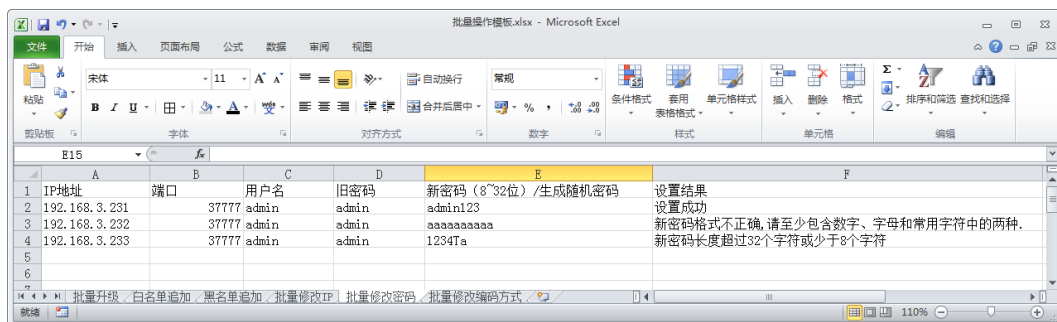 批量操作模板.xlsx - Microsoft Excel
文件 开始 插入 页面布局 公式 数据 审阅 视图
宋体 11 A A 自动换行 常规
粘贴 B I U A 变 合并后居中 % , 条件格式 套用表格格式 单元格样式 插入 删除 格式 Σ 排序和筛选 查找和选择
剪贴板 字体 对齐方式 数字 样式 单元格 编辑
E15 fx
A B C D E F
1 IP地址 端口 用户名 旧密码 新密码（8~32位）/生成随机密码 设置结果
2 192.168.3.231 37777 admin admin admin123 设置成功
3 192.168.3.232 37777 admin admin aaaaaaaaaa 新密码格式不正确,请至少包含数字、字母和常用字符中的两种.
4 192.168.3.233 37777 admin admin 1234Ta 新密码长度超过32个字符或少于8个字符
5
6
7
批量升级 白名单追加 黑名单追加 批量修改IP 批量修改密码 批量修改编码方式
就绪 110%